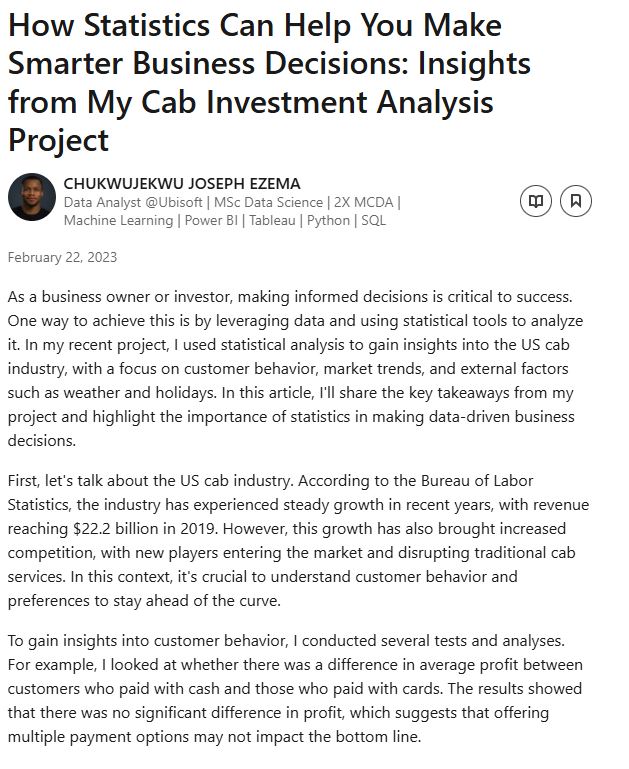 How Statistics Can Help You Make
Smarter Business Decisions: Insights
from My Cab Investment Analysis
Project
CHUKWUJEKWU JOSEPH EZEMA
Data Analyst @Ubisoft | MSc Data Science | 2X MCDA |
Machine Learning | Power BI | Tableau | Python | SQL
February 22, 2023
As a business owner or investor, making informed decisions is critical to success.
One way to achieve this is by leveraging data and using statistical tools to analyze
it. In my recent project, I used statistical analysis to gain insights into the US cab
industry, with a focus on customer behavior, market trends, and external factors
such as weather and holidays. In this article, I'll share the key takeaways from my
project and highlight the importance of statistics in making data-driven business
decisions.
First, let's talk about the US cab industry. According to the Bureau of Labor
Statistics, the industry has experienced steady growth in recent years, with revenue
reaching $22.2 billion in 2019. However, this growth has also brought increased
competition, with new players entering the market and disrupting traditional cab
services. In this context, it's crucial to understand customer behavior and
preferences to stay ahead of the curve.
To gain insights into customer behavior, I conducted several tests and analyses.
For example, I looked at whether there was a difference in average profit between
customers who paid with cash and those who paid with cards. The results showed
that there was no significant difference in profit, which suggests that offering
multiple payment options may not impact the bottom line.